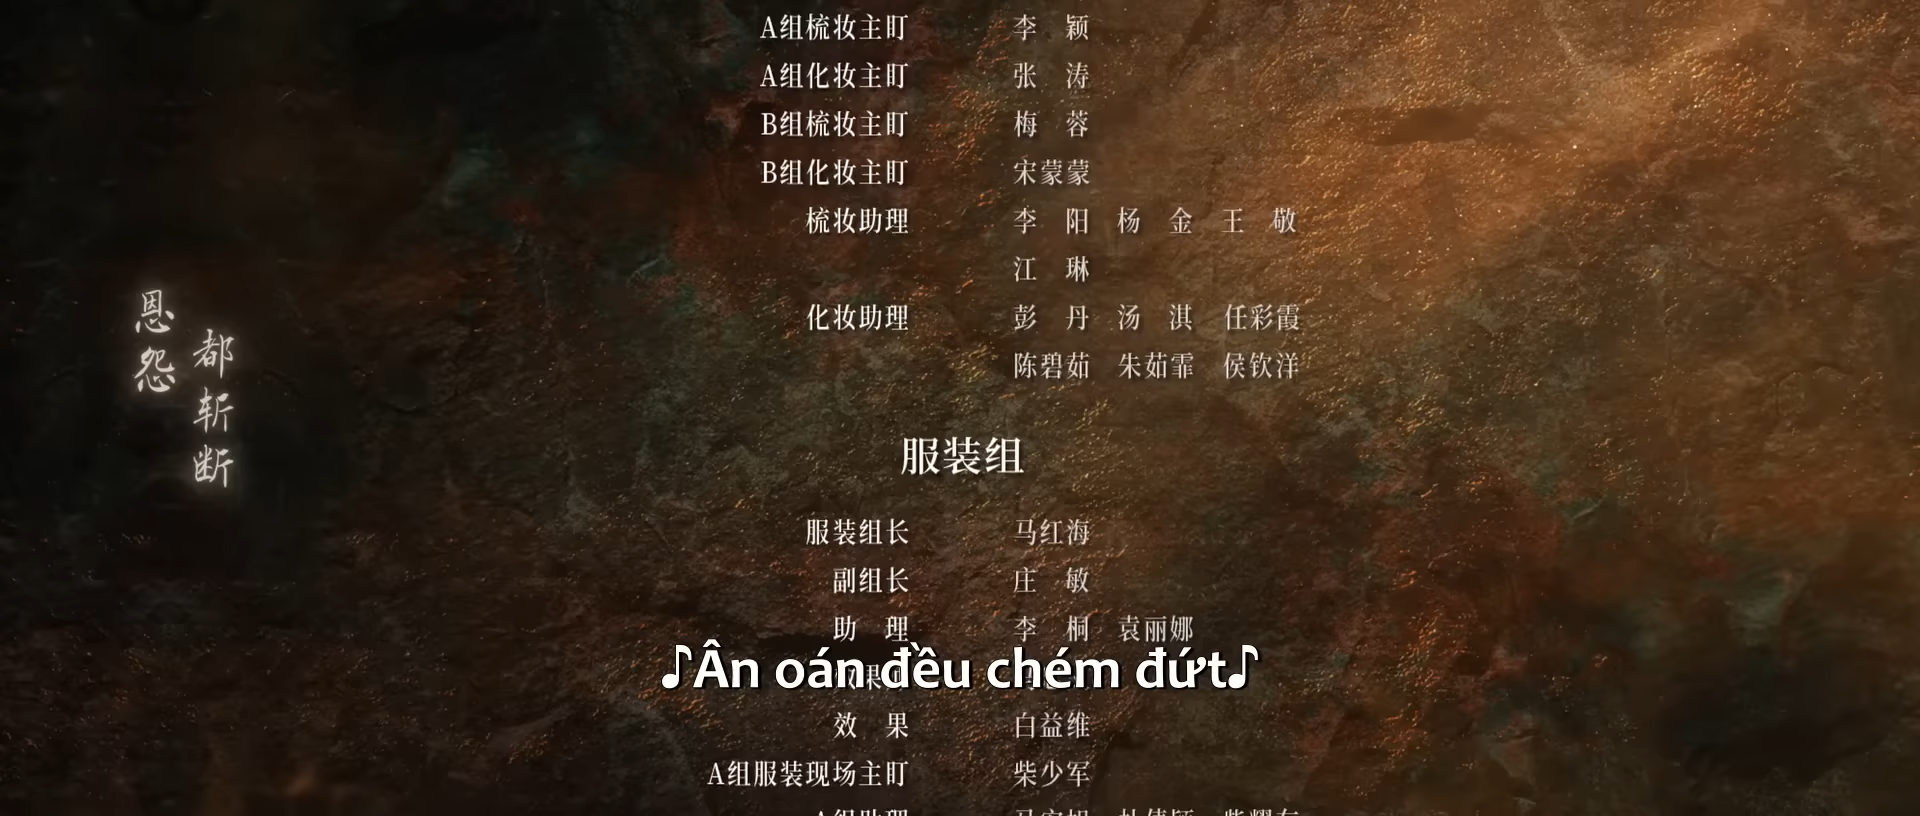 A组梳妆主盯 李 颖
A组化妆主盯 张 涛
B组梳妆主盯 梅 蓉
B组化妆主盯 宋蒙蒙
梳妆助理 李 阳 杨 金 王 敬
江 琳
化妆助理 彭 丹 汤 淇 任彩霞
陈碧茹 朱茹霏 侯钦洋
恩怨
都斩断
服装组
服装组长 马红海
副组长 庄 敏
助 理 李 桐 袁丽娜
♪Ân oán đều chém đứt♪
效 果 白益维
A组服装现场主盯 柴少军